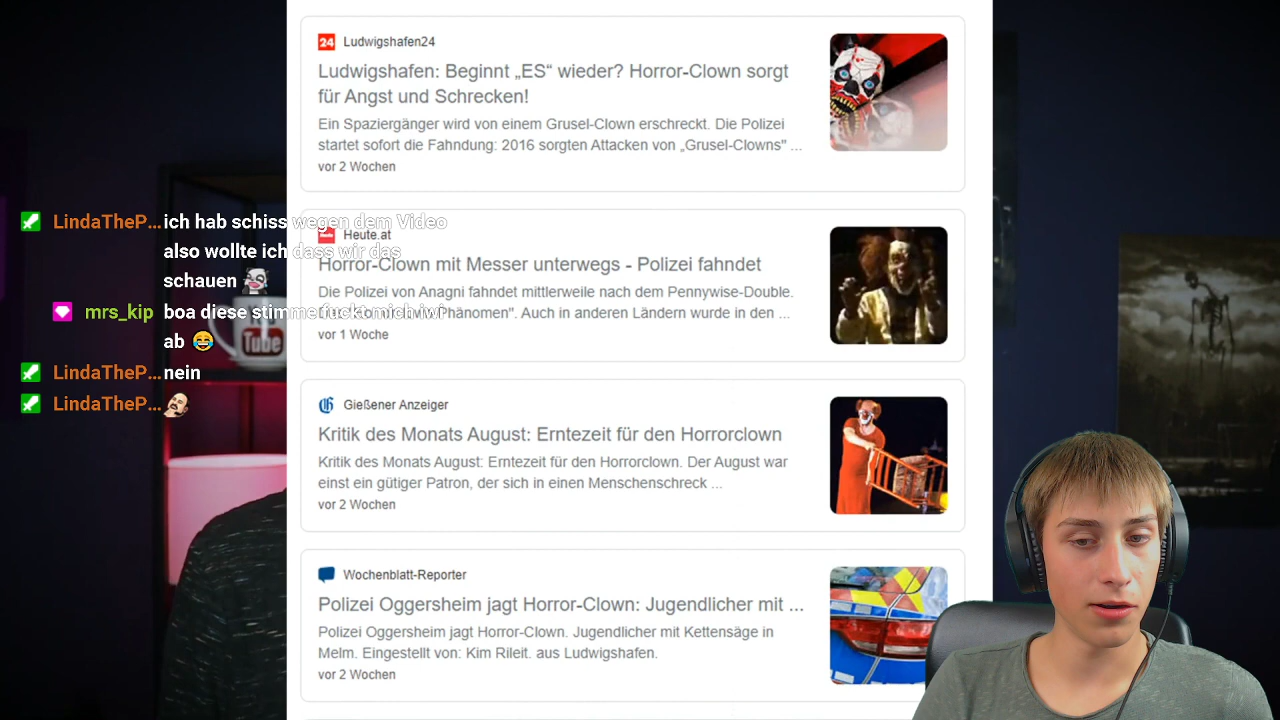 24 Ludwigshafen24
Ludwigshafen: Beginnt „ES“ wieder? Horror-Clown sorgt
für Angst und Schrecken!
Ein Spaziergänger wird von einem Grusel-Clown erschreckt. Die Polizei
startet sofort die Fahndung: 2016 sorgten Attacken von „Grusel-Clowns" ...
vor 2 Wochen
LindaTheP... ich hab schiss wegen dem Video
also wollte ich dass wir das
schauen
mrs_kip boa diese stimme fuckt mich iwi
ab
LindaTheP... nein
LindaTheP...
Tube
Heute.at
Horror-Clown mit Messer unterwegs - Polizei fahndet
Die Polizei von Anagni fahndet mittlerweile nach dem Pennywise-Double.
Phänomen". Auch in anderen Ländern wurde in den ...
vor 1 Woche
Gießener Anzeiger
Kritik des Monats August: Erntezeit für den Horrorclown
Kritik des Monats August: Erntezeit für den Horrorclown. Der August war
einst ein gütiger Patron, der sich in einen Menschenschreck ...
vor 2 Wochen
Wochenblatt-Reporter
Polizei Oggersheim jagt Horror-Clown: Jugendlicher mit ...
Polizei Oggersheim jagt Horror-Clown. Jugendlicher mit Kettensäge in
Melm. Eingestellt von: Kim Rileit. aus Ludwigshafen.
vor 2 Wochen